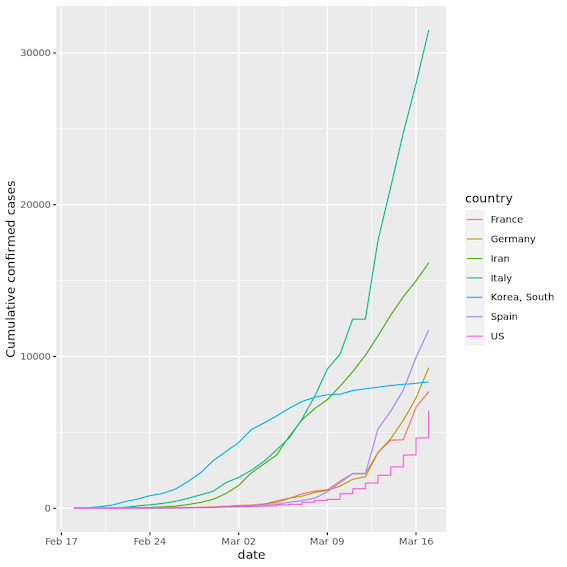 Cumulative confirmed cases
30000
20000
10000
0
Feb 17 Feb 24 Mar 02 Mar 09 Mar 16
date
country
France
Germany
Iran
Italy
Korea, South
Spain
US